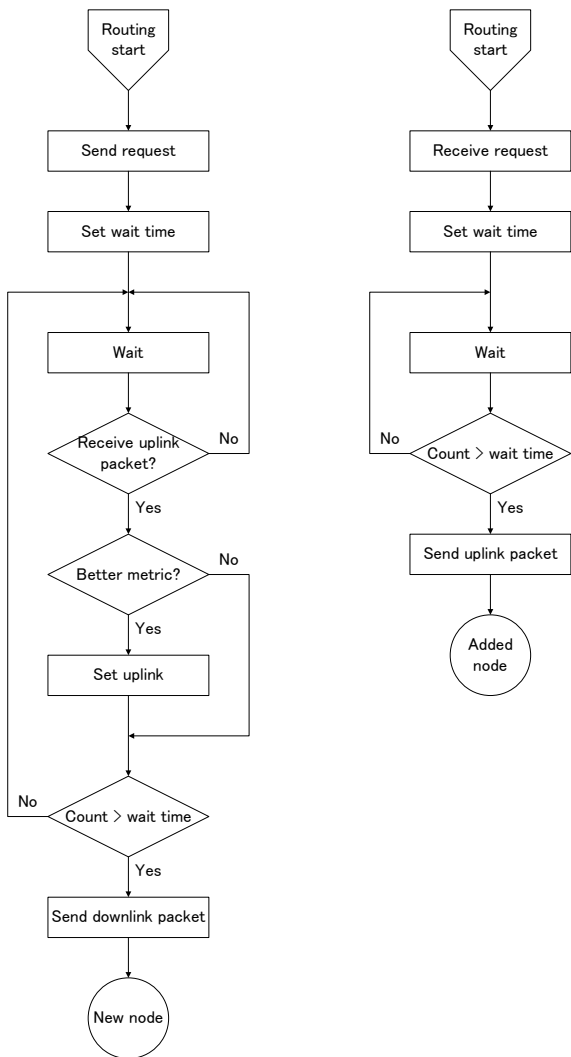 Routing
start
Send request
Set wait time
Wait
Receive uplink
packet?
No
Yes
Better metric?
No
Yes
Set uplink
No
Count > wait time
Yes
Send downlink packet
New node
Routing
start
Receive request
Set wait time
Wait
No
Count > wait time
Yes
Send uplink packet
Added
node